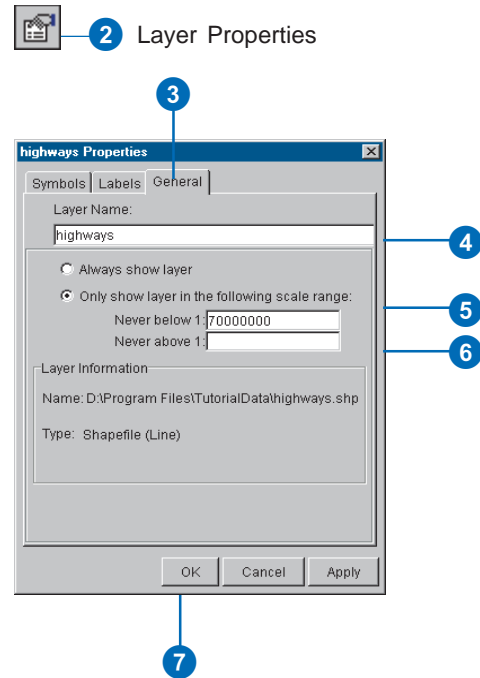 2 Layer Properties
3
highways Properties
Symbols Labels General
Layer Name:
highways
4
Always show layer
Only show layer in the following scale range:
Never below 1: 70000000
5
Never above 1:
6
Layer Information
Name: D:\Program Files\TutorialData\highways.shp
Type: Shapefile (Line)
OK Cancel Apply
7